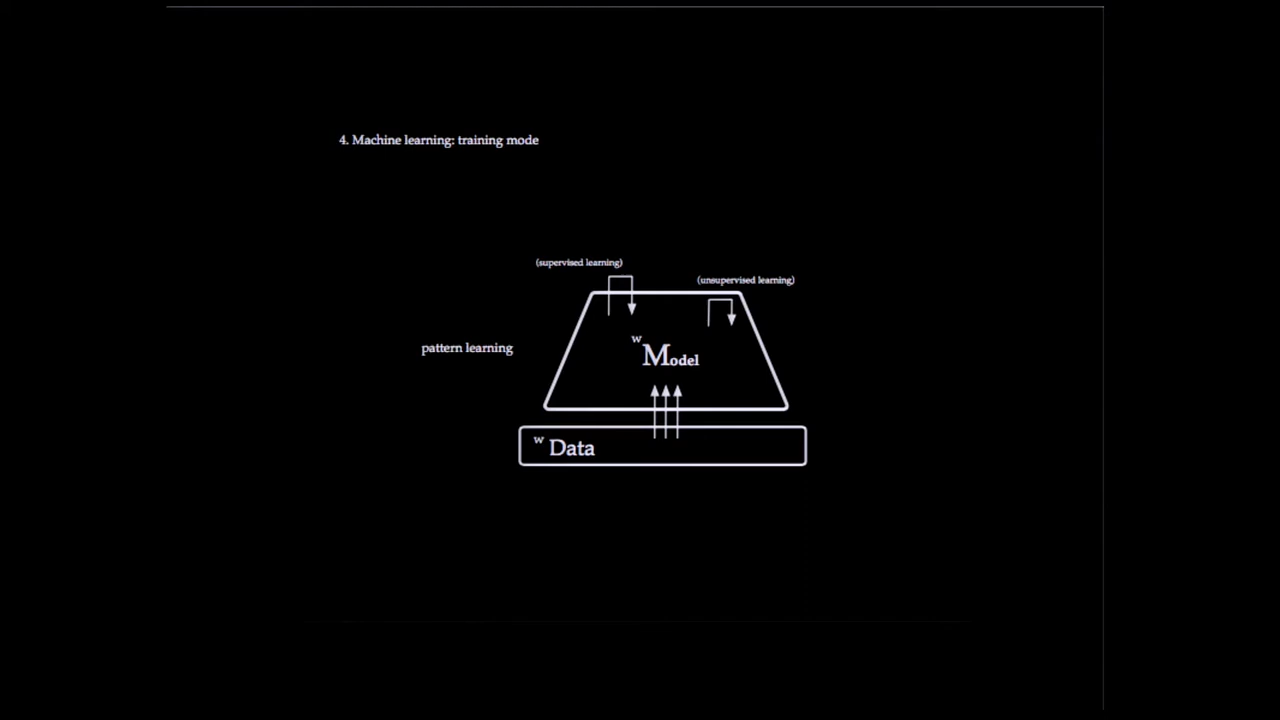 4. Machine learning: training mode
(supervised learning)
(unsupervised learning)
pattern learning
w Model
w Data